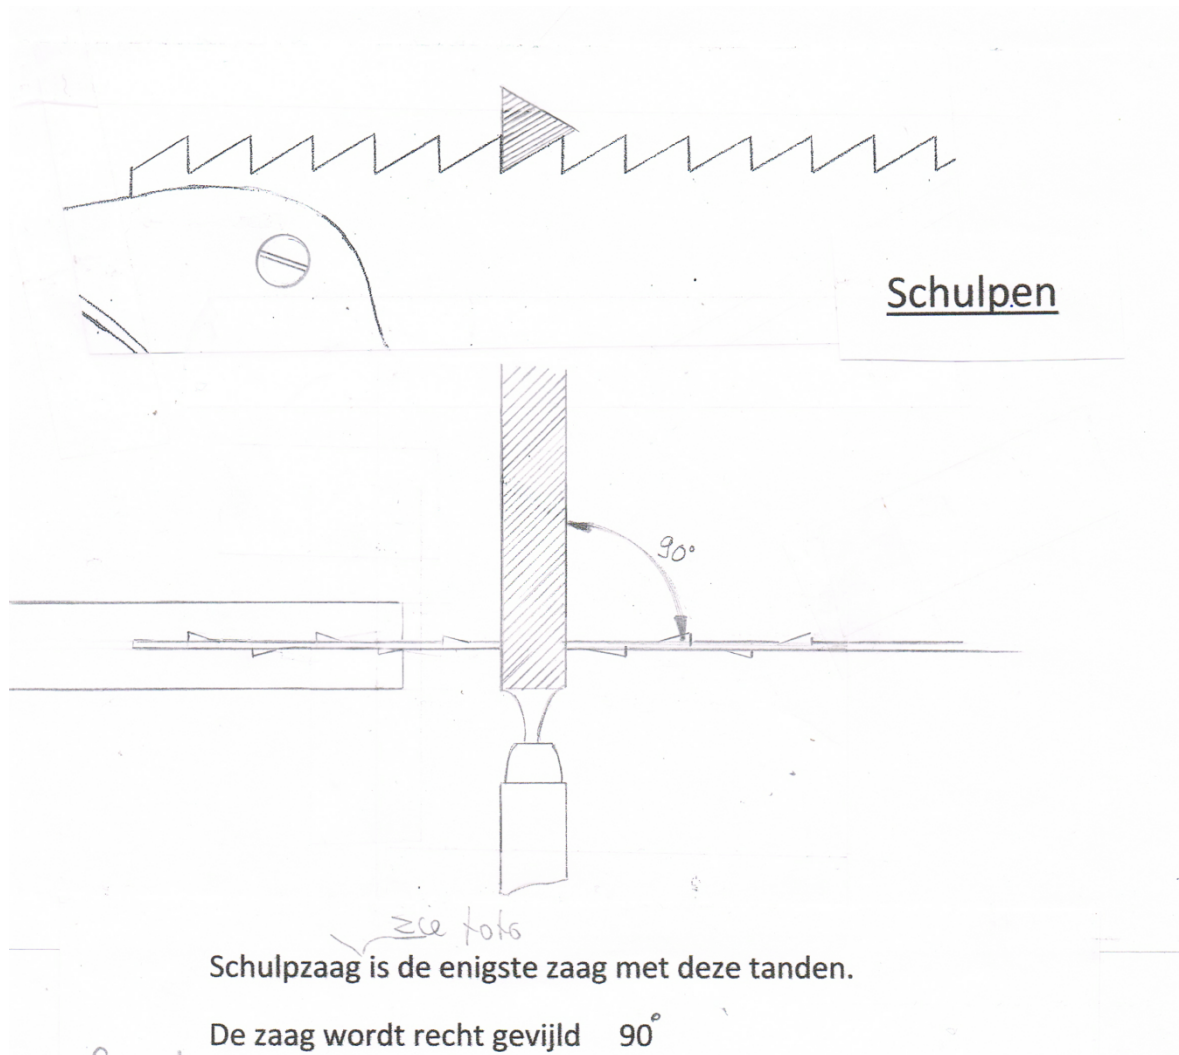 Schulpen
90°
zie foto
Schulpzaag is de enigste zaag met deze tanden.
De zaag wordt recht gevijld 90°